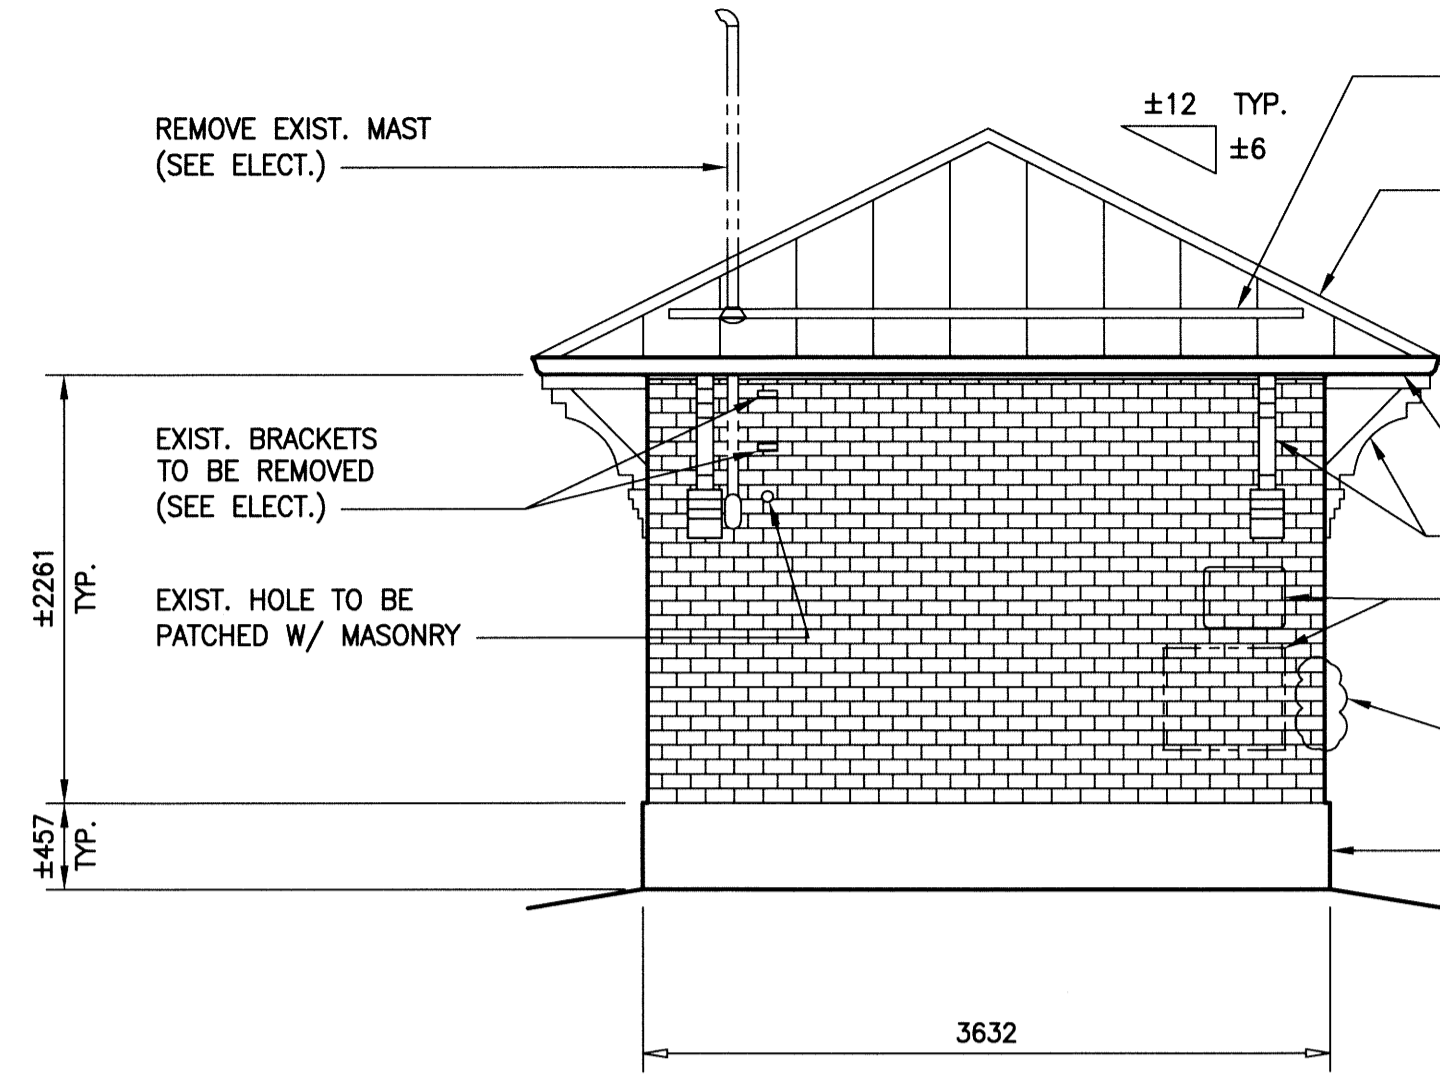 REMOVE EXIST. MAST
(SEE ELECT.)
±12 TYP.
±6
EXIST. BRACKETS
TO BE REMOVED
(SEE ELECT.)
±2261
TYP.
EXIST. HOLE TO BE
PATCHED W/ MASONRY
±457
TYP.
3632